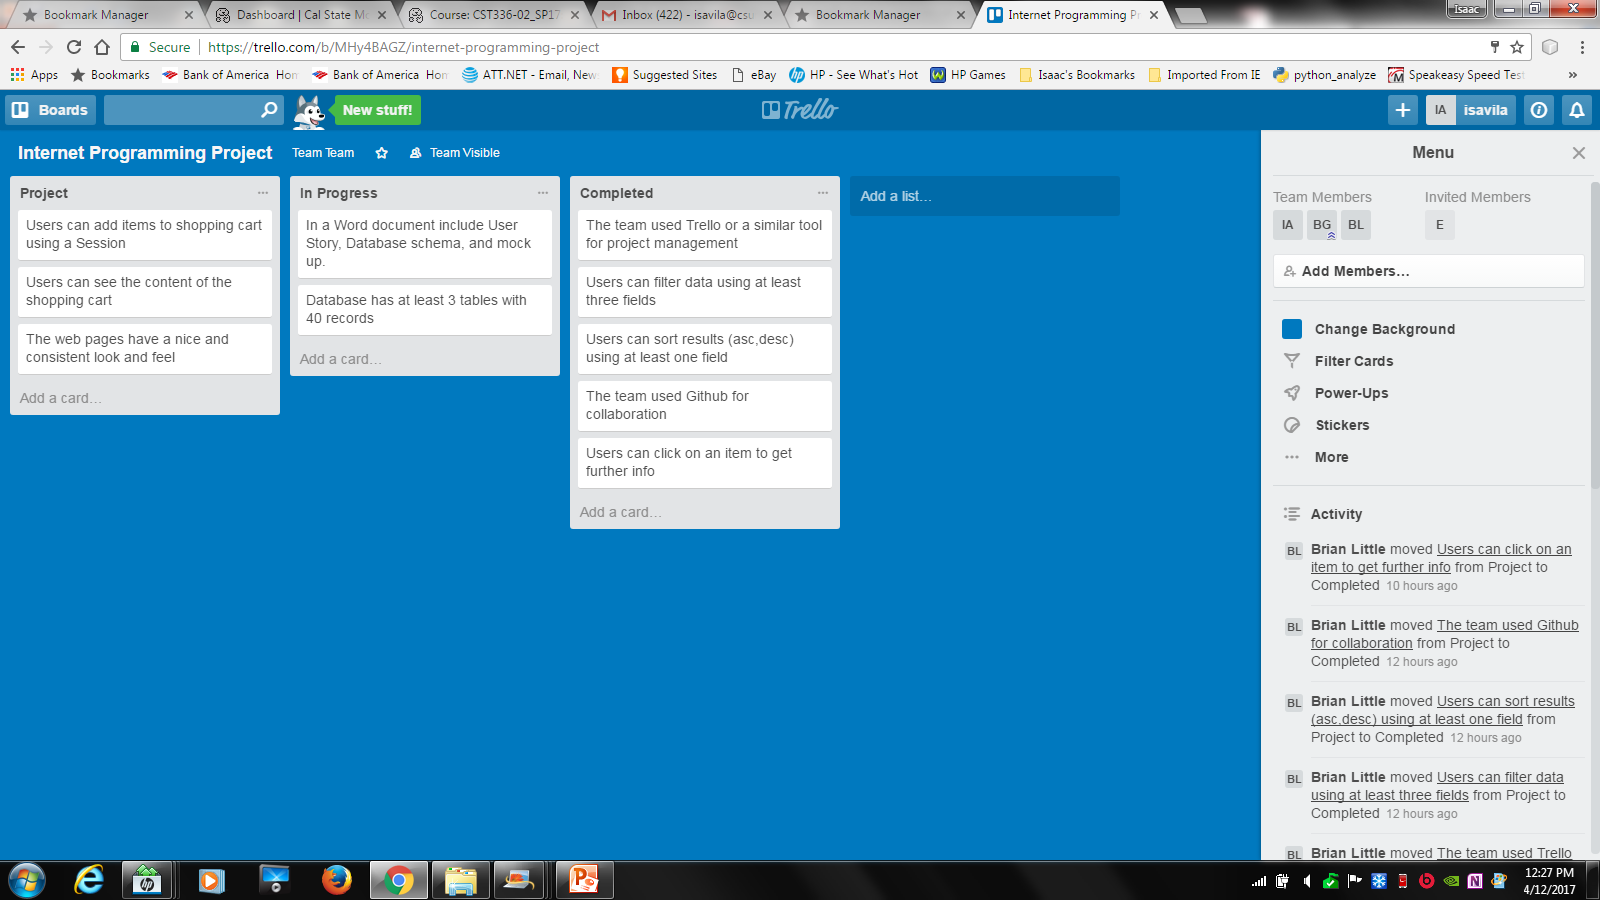 Bookmark Manager
Dashboard | Cal State Mo
Course: CST336-02_SP17
Inbox (422) - isavila@csu
Bookmark Manager
Internet Programming Pr
Isaac
Secure
https://trello.com/b/MHy4BAGZ/internet-programming-project
Apps
Bookmarks
Bank of America Hom
Bank of America Hom
ATT.NET - Email, New
Suggested Sites
eBay
HP - See What's Hot
HP Games
Isaac's Bookmarks
Imported From IE
python_analyze
Speakeasy Speed Test
»
Boards
New stuff!
Trello
IA
isavila
Internet Programming Project
Team Team
Team Visible
Project
Users can add items to shopping cart
using a Session
Users can see the content of the
shopping cart
The web pages have a nice and
consistent look and feel
Add a card…
In Progress
In a Word document include User
Story, Database schema, and mock
up.
Database has at least 3 tables with
40 records
Add a card…
Completed
The team used Trello or a similar tool
for project management
Users can filter data using at least
three fields
Users can sort results (asc,desc)
using at least one field
The team used Github for
collaboration
Users can click on an item to get
further info
Add a card…
Add a list…
Menu
Team Members
IA
BG
BL
Invited Members
E
Add Members…
Change Background
Filter Cards
Power-Ups
Stickers
More
Activity
BL
Brian Little moved Users can click on an
item to get further info from Project to
Completed 10 hours ago
BL
Brian Little moved The team used Github
for collaboration from Project to
Completed 12 hours ago
BL
Brian Little moved Users can sort results
(asc,desc) using at least one field from
Project to Completed 12 hours ago
BL
Brian Little moved Users can filter data
using at least three fields from Project to
Completed 12 hours ago
BL
Brian Little moved The team used Trello
12:27 PM
4/12/2017